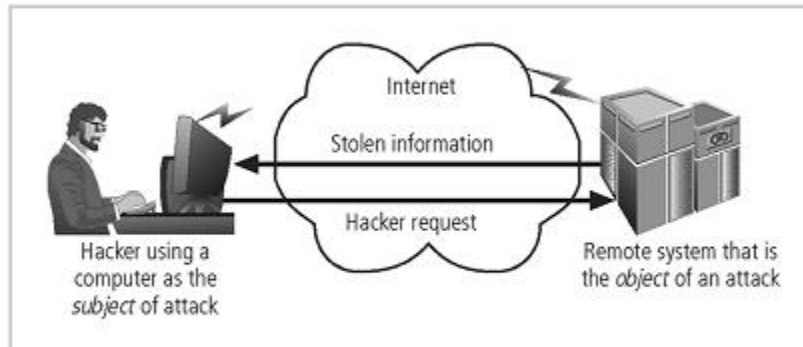 Internet
Stolen information
Hacker request
Hacker using a
computer as the
subject of attack
Remote system that is
the object of an attack